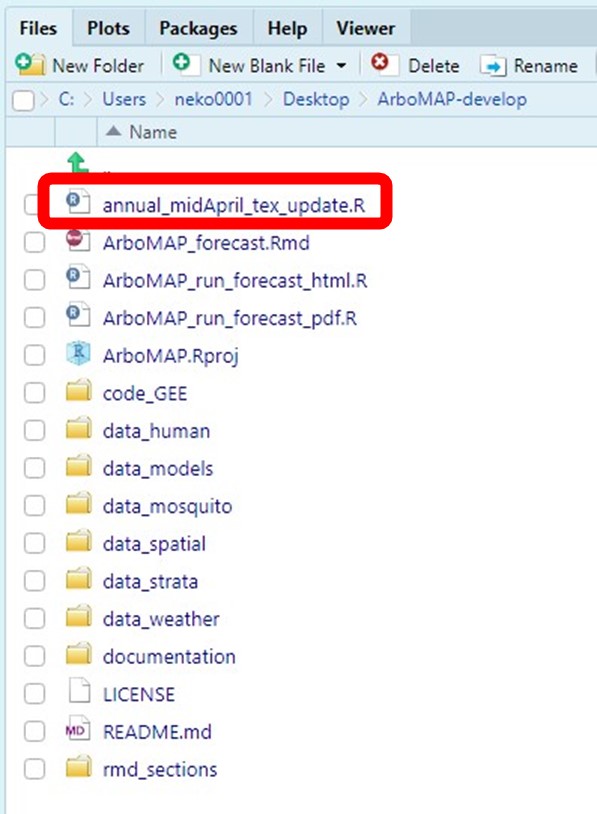 Files Plots Packages Help Viewer
New Folder New Blank File Delete Rename
C: Users neko0001 Desktop ArboMAP-develop
Name
..
annual_midApril_tex_update.R
ArboMAP_forecast.Rmd
ArboMAP_run_forecast_html.R
ArboMAP_run_forecast_pdf.R
ArboMAP.Rproj
code_GEE
data_human
data_models
data_mosquito
data_spatial
data_strata
data_weather
documentation
LICENSE
MD README.md
rmd_sections